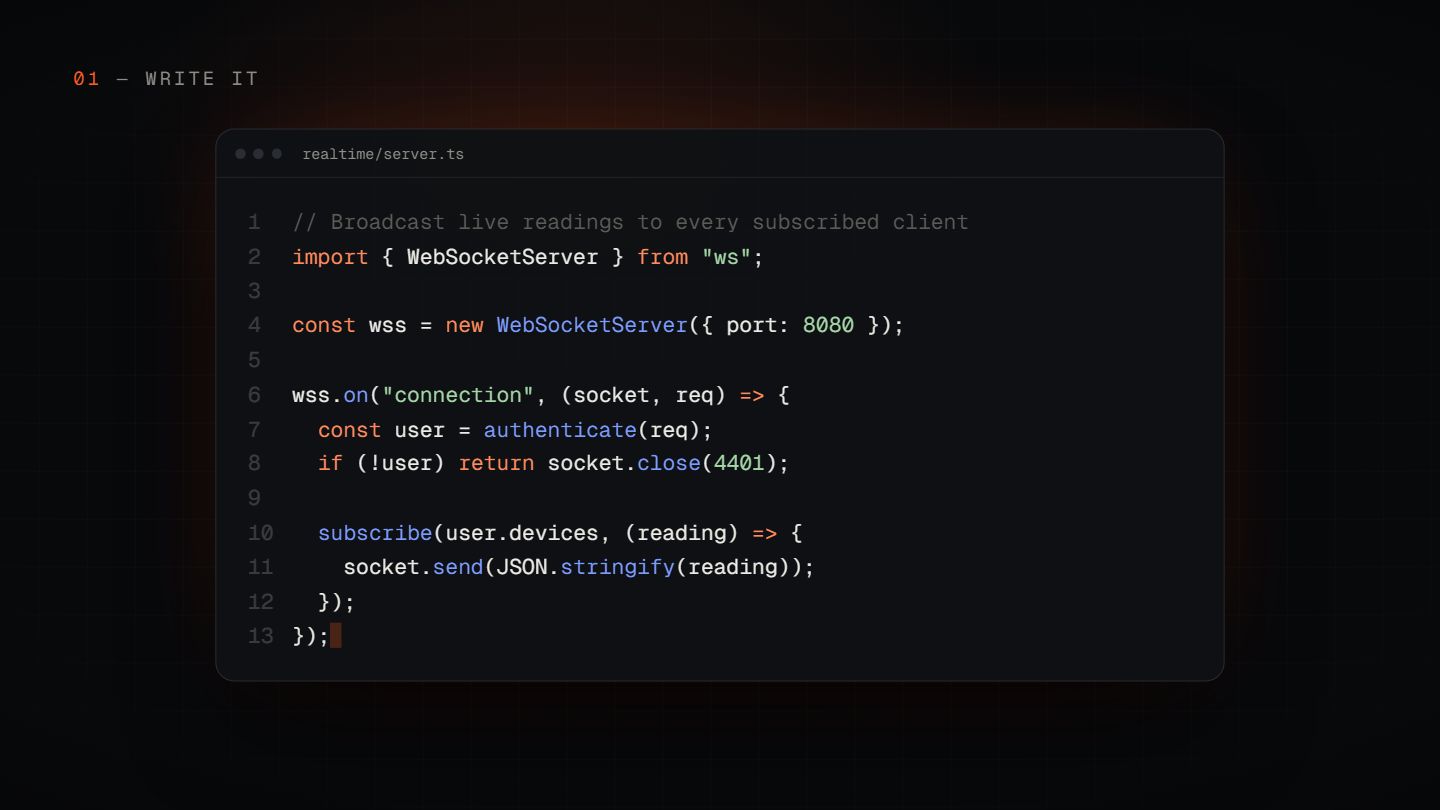 01 — WRITE IT
realtime/server.ts
1 // Broadcast live readings to every subscribed client
2 import { WebSocketServer } from "ws";
3
4 const wss = new WebSocketServer({ port: 8080 });
5
6 wss.on("connection", (socket, req) => {
7   const user = authenticate(req);
8   if (!user) return socket.close(4401);
9
10   subscribe(user.devices, (reading) => {
11     socket.send(JSON.stringify(reading));
12   });
13 });